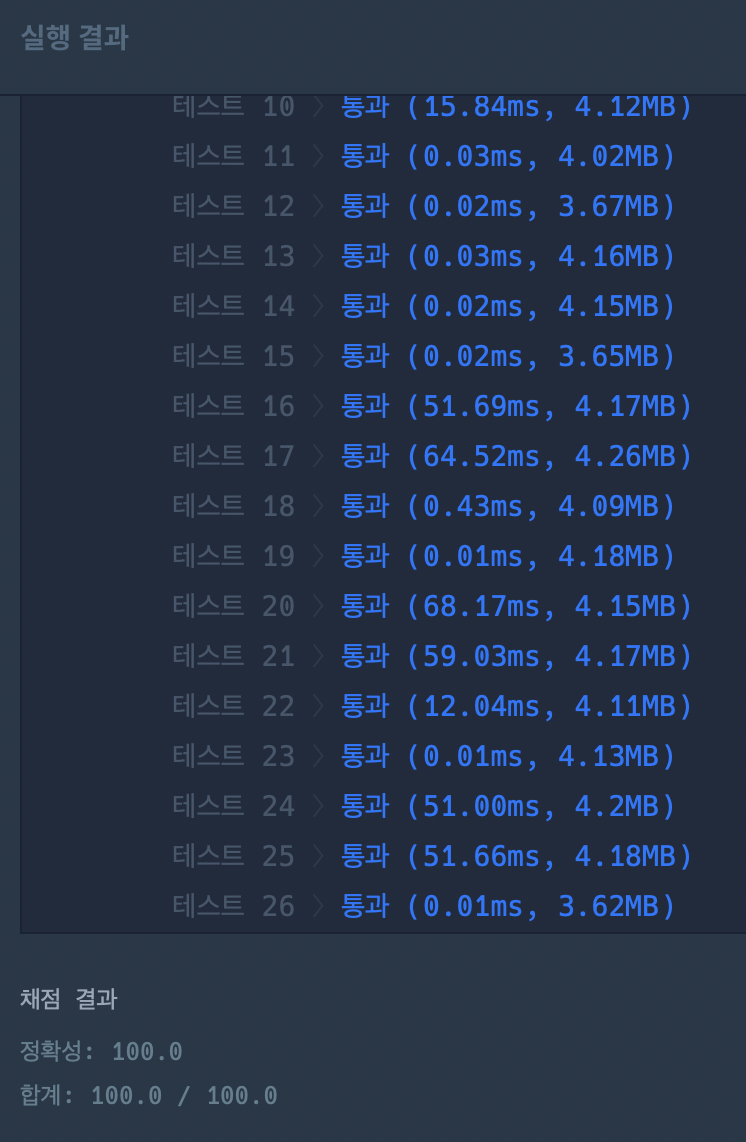 실행 결과
테스트 10 〉 통과 (15.84ms, 4.12MB)
테스트 11 〉 통과 (0.03ms, 4.02MB)
테스트 12 〉 통과 (0.02ms, 3.67MB)
테스트 13 〉 통과 (0.03ms, 4.16MB)
테스트 14 〉 통과 (0.02ms, 4.15MB)
테스트 15 〉 통과 (0.02ms, 3.65MB)
테스트 16 〉 통과 (51.69ms, 4.17MB)
테스트 17 〉 통과 (64.52ms, 4.26MB)
테스트 18 〉 통과 (0.43ms, 4.09MB)
테스트 19 〉 통과 (0.01ms, 4.18MB)
테스트 20 〉 통과 (68.17ms, 4.15MB)
테스트 21 〉 통과 (59.03ms, 4.17MB)
테스트 22 〉 통과 (12.04ms, 4.11MB)
테스트 23 〉 통과 (0.01ms, 4.13MB)
테스트 24 〉 통과 (51.00ms, 4.2MB)
테스트 25 〉 통과 (51.66ms, 4.18MB)
테스트 26 〉 통과 (0.01ms, 3.62MB)
채점 결과
정확성: 100.0
합계: 100.0 / 100.0